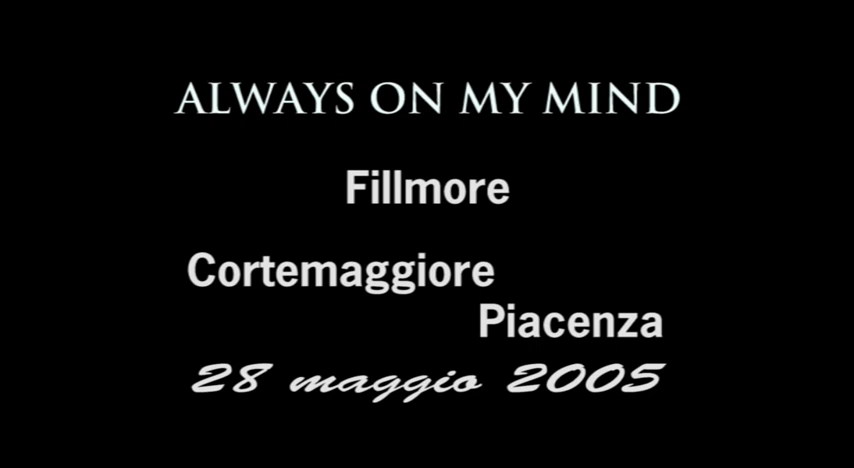 ALWAYS ON MY MIND
Fillmore
Cortemaggiore
Piacenza
28 maggio 2005